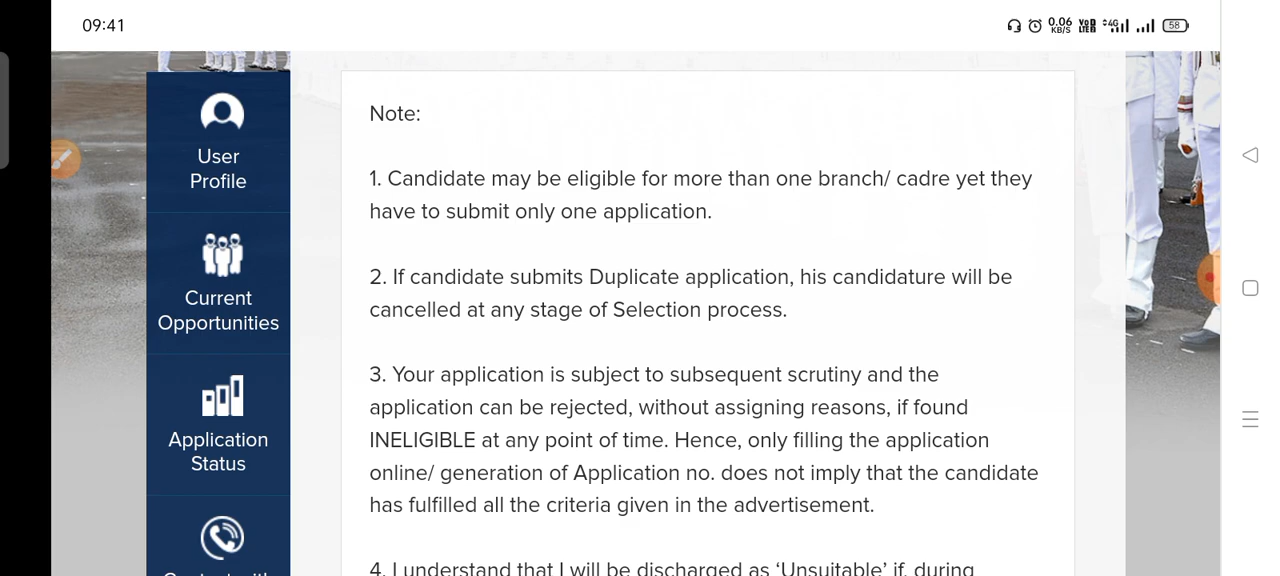 09:41
0.06
KB/S
4G
58
User
Profile
Current
Opportunities
Application
Status
Note:
1. Candidate may be eligible for more than one branch/ cadre yet they
have to submit only one application.
2. If candidate submits Duplicate application, his candidature will be
cancelled at any stage of Selection process.
3. Your application is subject to subsequent scrutiny and the
application can be rejected, without assigning reasons, if found
INELIGIBLE at any point of time. Hence, only filling the application
online/ generation of Application no. does not imply that the candidate
has fulfilled all the criteria given in the advertisement.
4. I understand that I will be discharged as ‘Unsuitable’ if, during